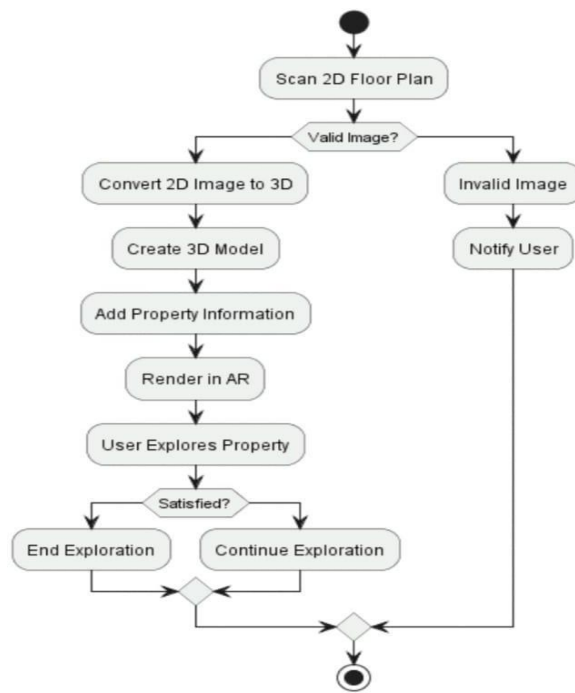 Scan 2D Floor Plan
Valid Image?
Convert 2D Image to 3D
Invalid Image
Create 3D Model
Notify User
Add Property Information
Render in AR
User Explores Property
Satisfied?
End Exploration
Continue Exploration